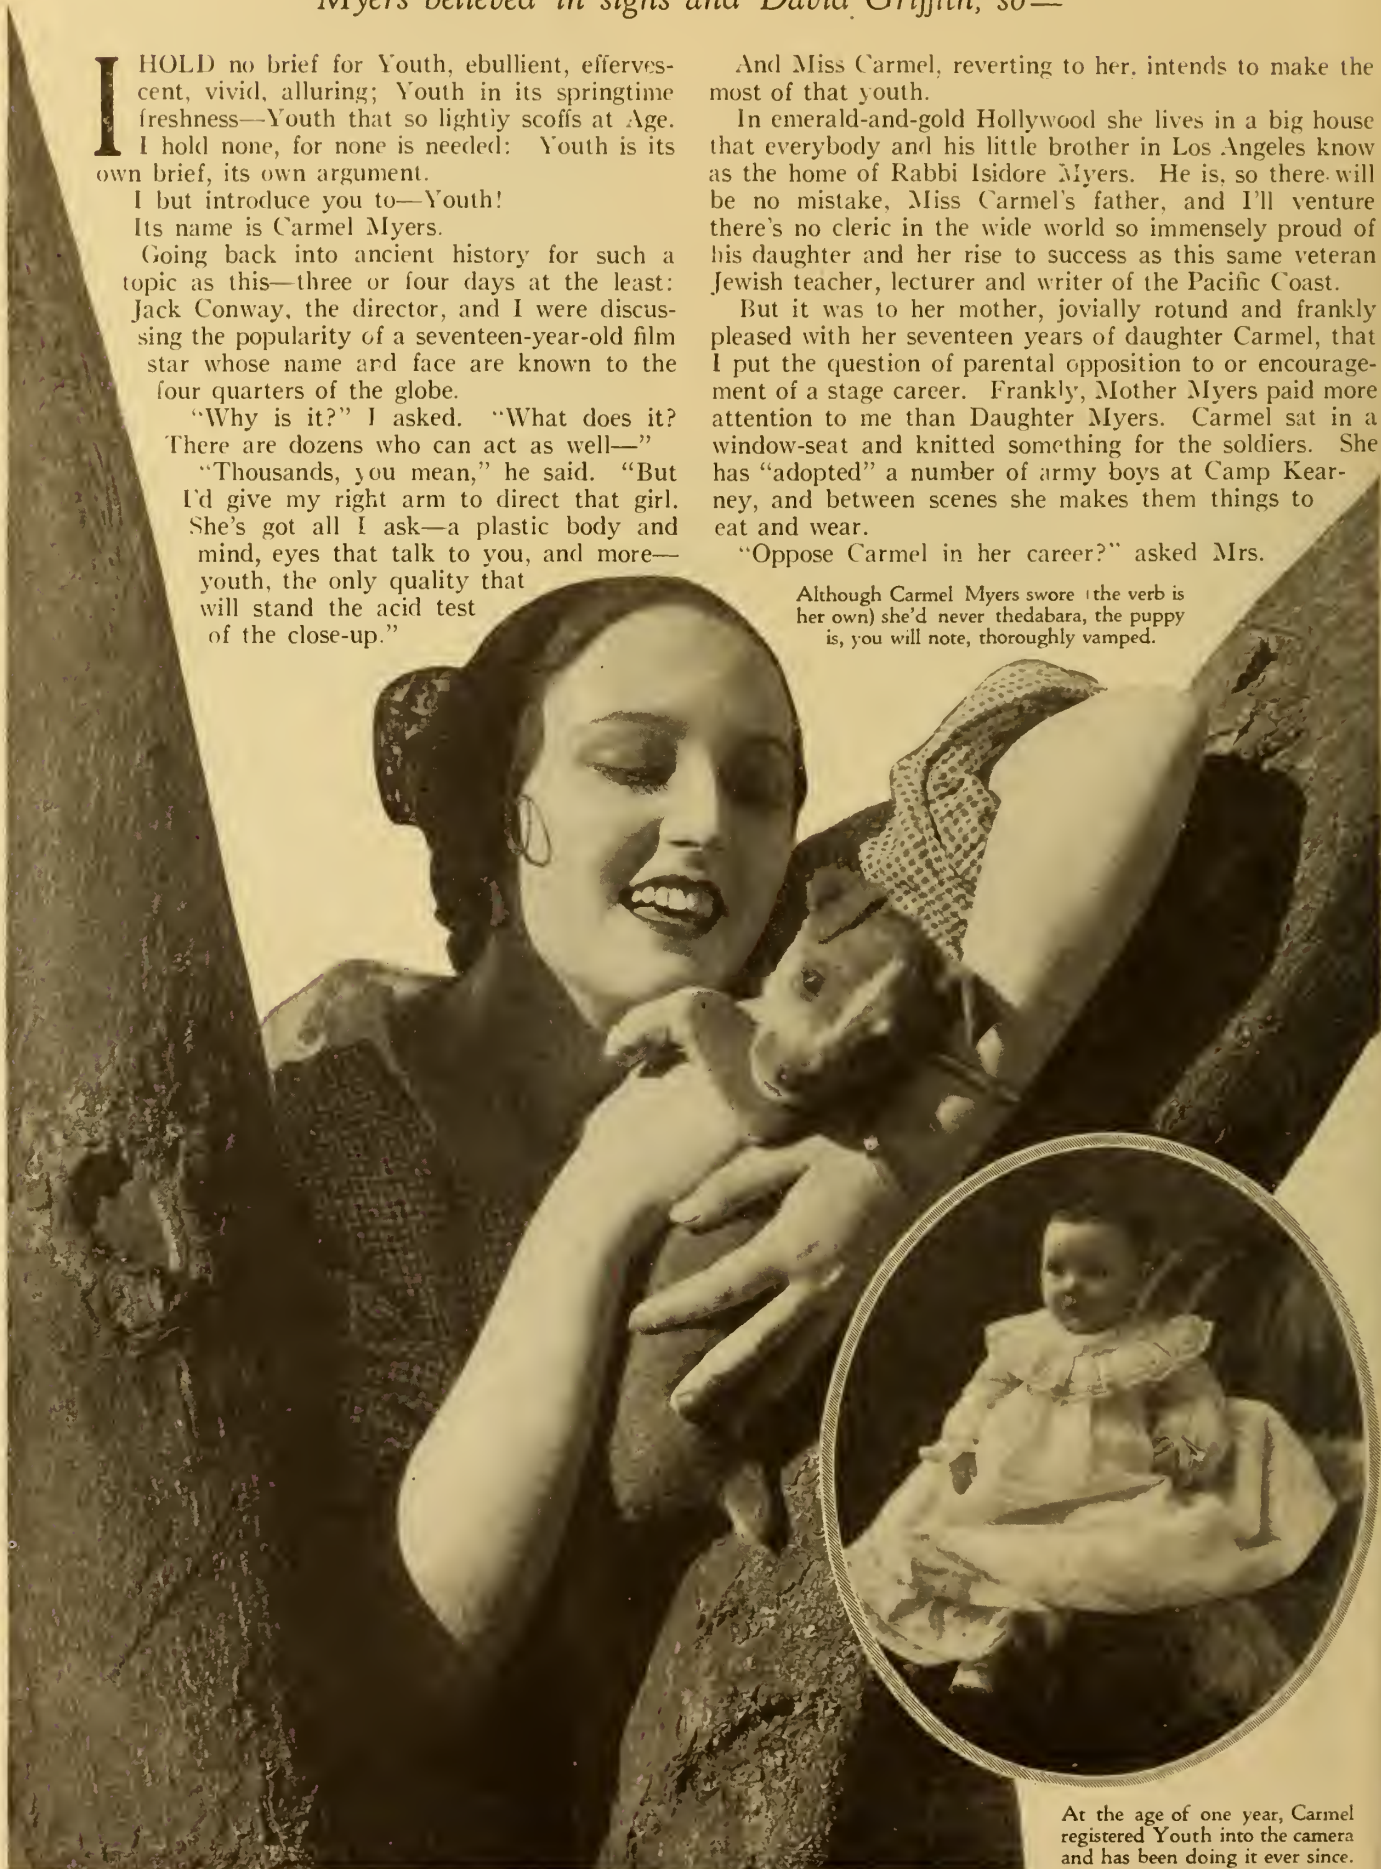 Myers believed in signs and David Griffith, so—
I HOLD no brief for Youth, ebullient, efferves-
cent, vivid, alluring; Youth in its springtime
freshness—Youth that so lightly scoffs at Age.
I hold none, for none is needed: Youth is its
own brief, its own argument.
I but introduce you to—Youth!
Its name is Carmel Myers.
Going back into ancient history for such a
topic as this—three or four days at the least:
Jack Conway, the director, and I were discus-
sing the popularity of a seventeen-year-old film
star whose name and face are known to the
four quarters of the globe.
"Why is it?" I asked. "What does it?
There are dozens who can act as well—"
"Thousands, you mean," he said. "But
I'd give my right arm to direct that girl.
She's got all I ask—a plastic body and
mind, eyes that talk to you, and more—
youth, the only quality that
will stand the acid test
of the close-up."
And Miss Carmel, reverting to her, intends to make the
most of that youth.
In emerald-and-gold Hollywood she lives in a big house
that everybody and his little brother in Los Angeles know
as the home of Rabbi Isidore Myers. He is, so there will
be no mistake, Miss Carmel's father, and I'll venture
there's no cleric in the wide world so immensely proud of
his daughter and her rise to success as this same veteran
Jewish teacher, lecturer and writer of the Pacific Coast.
But it was to her mother, jovially rotund and frankly
pleased with her seventeen years of daughter Carmel, that
I put the question of parental opposition to or encourage-
ment of a stage career. Frankly, Mother Myers paid more
attention to me than Daughter Myers. Carmel sat in a
window-seat and knitted something for the soldiers. She
has "adopted" a number of army boys at Camp Kear-
ney, and between scenes she makes them things to
eat and wear.
"Oppose Carmel in her career?" asked Mrs.
Although Carmel Myers swore (the verb is
her own) she'd never thedabara, the puppy
is, you will note, thoroughly vamped.
At the age of one year, Carmel
registered Youth into the camera
and has been doing it ever since.